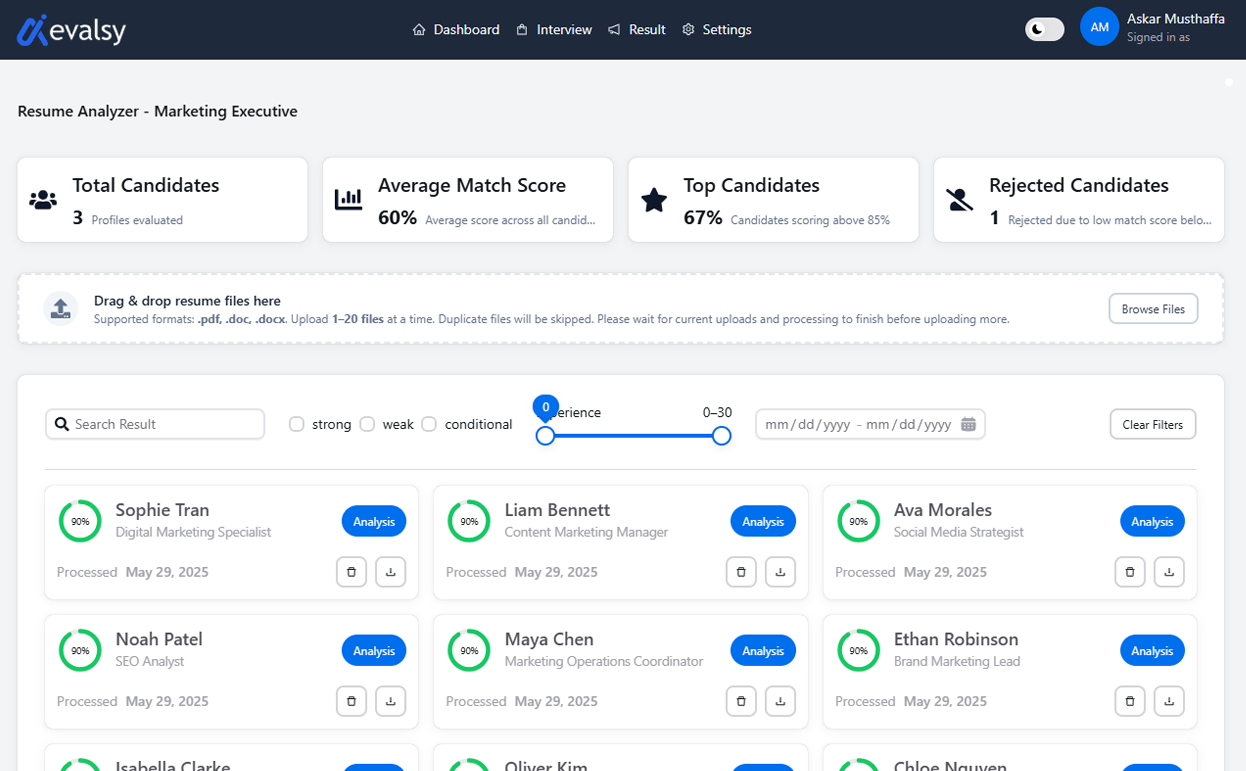 evalsy
Dashboard
Interview
Result
Settings
AM
Askar Musthaffa
Signed in as
Resume Analyzer - Marketing Executive
Total Candidates
3 Profiles evaluated
Average Match Score
60% Average score across all candid...
Top Candidates
67% Candidates scoring above 85%
Rejected Candidates
1 Rejected due to low match score belo...
Drag & drop resume files here
Supported formats: .pdf, .doc, .docx. Upload 1–20 files at a time. Duplicate files will be skipped. Please wait for current uploads and processing to finish before uploading more.
Browse Files
Search Result
strong
weak
conditional
0
perience
0–30
mm/dd/yyyy - mm/dd/yyyy
Clear Filters
90%
Sophie Tran
Digital Marketing Specialist
Analysis
Processed May 29, 2025
90%
Liam Bennett
Content Marketing Manager
Analysis
Processed May 29, 2025
90%
Ava Morales
Social Media Strategist
Analysis
Processed May 29, 2025
90%
Noah Patel
SEO Analyst
Analysis
Processed May 29, 2025
90%
Maya Chen
Marketing Operations Coordinator
Analysis
Processed May 29, 2025
90%
Ethan Robinson
Brand Marketing Lead
Analysis
Processed May 29, 2025
Isabella Clarke
Oliver Kim
Chloe Nguyen